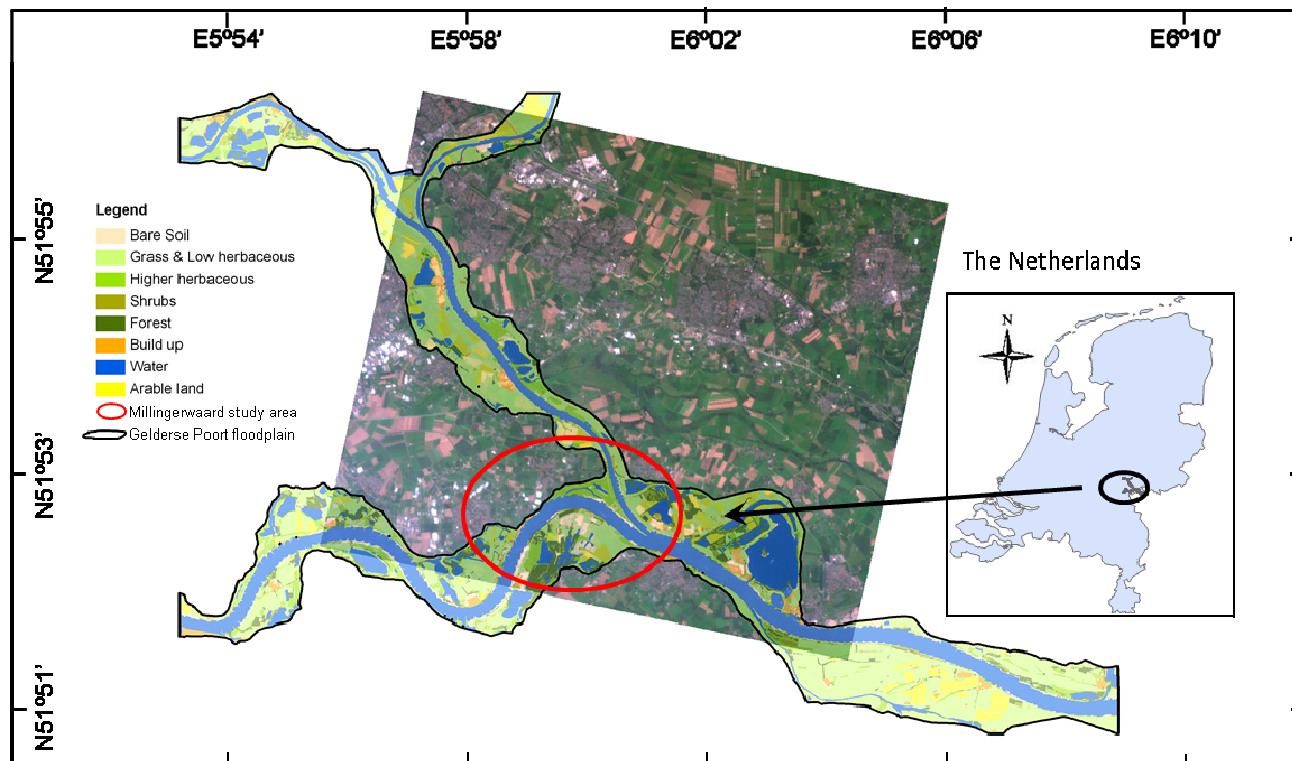 E5º54' E5º58' E6º02' E6º06' E6º10'
N51º55'
N51º53'
N51º51'
Legend
Bare Soil
Grass & Low herbaceous
Higher herbaceous
Shrubs
Forest
Build up
Water
Arable land
Millingerwaard study area
Gelderse Poort floodplain
The Netherlands
N